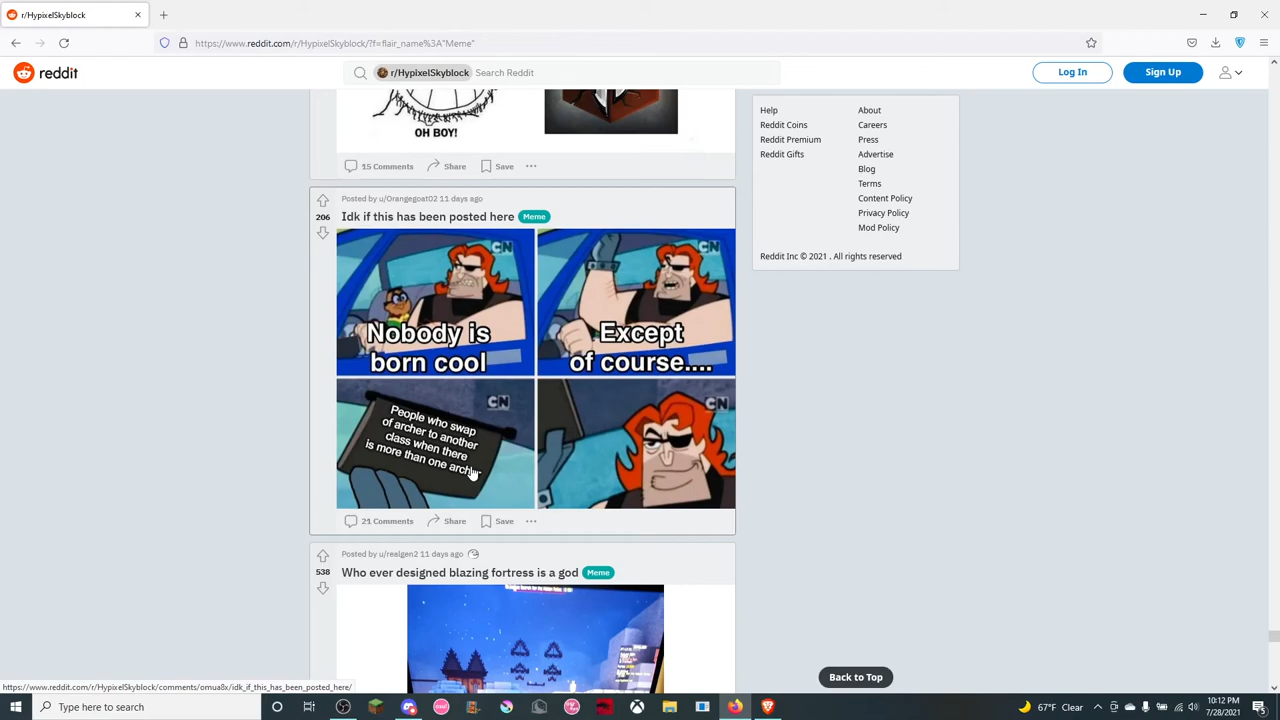 r/HypixelSkyblock
https://www.reddit.com/r/HypixelSkyblock/?f=flair_name%3A"Meme"
reddit
r/HypixelSkyblock Search Reddit
Log In
Sign Up
OH BOY!
15 Comments Share Save
Posted by u/Orangegoat02 11 days ago
206
Idk if this has been posted here Meme
CN
Nobody is
born cool
CN
Except
of course....
CN
People who swap
of archer to another
class when there
is more than one
CN
21 Comments Share Save
Posted by u/realgen2 11 days ago
538
Who ever designed blazing fortress is a god Meme
Help About
Reddit Coins Careers
Reddit Premium Press
Reddit Gifts Advertise
Blog
Terms
Content Policy
Privacy Policy
Mod Policy
Reddit Inc © 2021 . All rights reserved
Back to Top
https://www.reddit.com/r/HypixelSkyblock/comments/omua8x/idk_if_this_has_been_posted_here/
Type here to search
67°F Clear
10:12 PM
7/28/2021